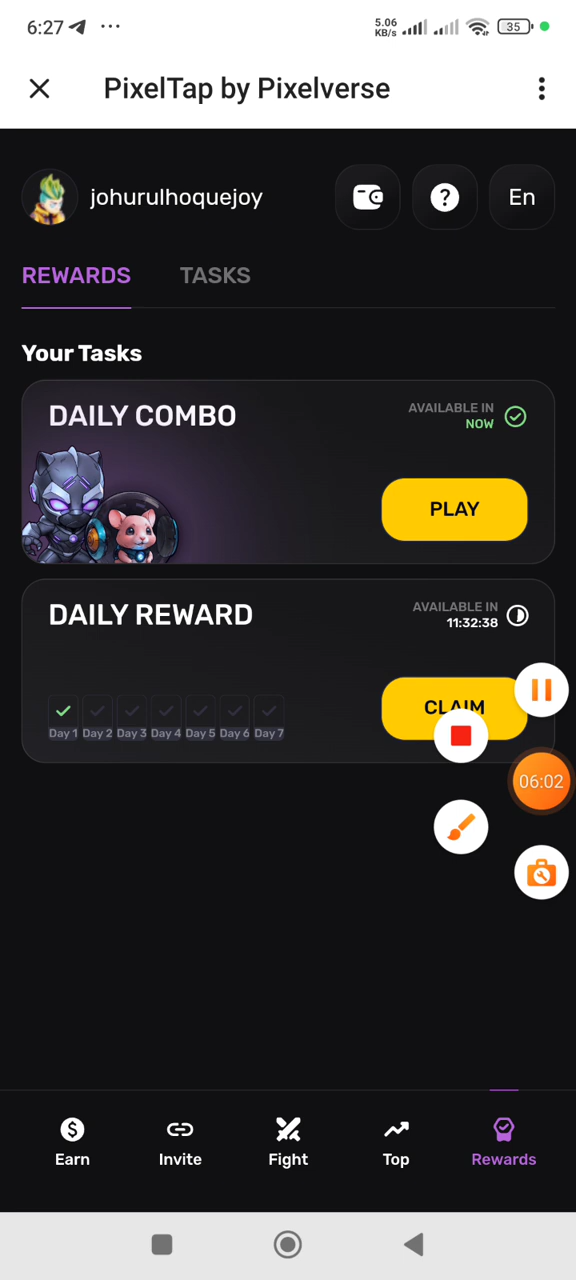 6:27
5.06
KB/s
35
PixelTap by Pixelverse
johurulhoquejoy
En
REWARDS
TASKS
Your Tasks
DAILY COMBO
AVAILABLE IN
NOW
PLAY
DAILY REWARD
AVAILABLE IN
11:32:38
CLAIM
Day 1 Day 2 Day 3 Day 4 Day 5 Day 6 Day 7
06:02
Earn
Invite
Fight
Top
Rewards